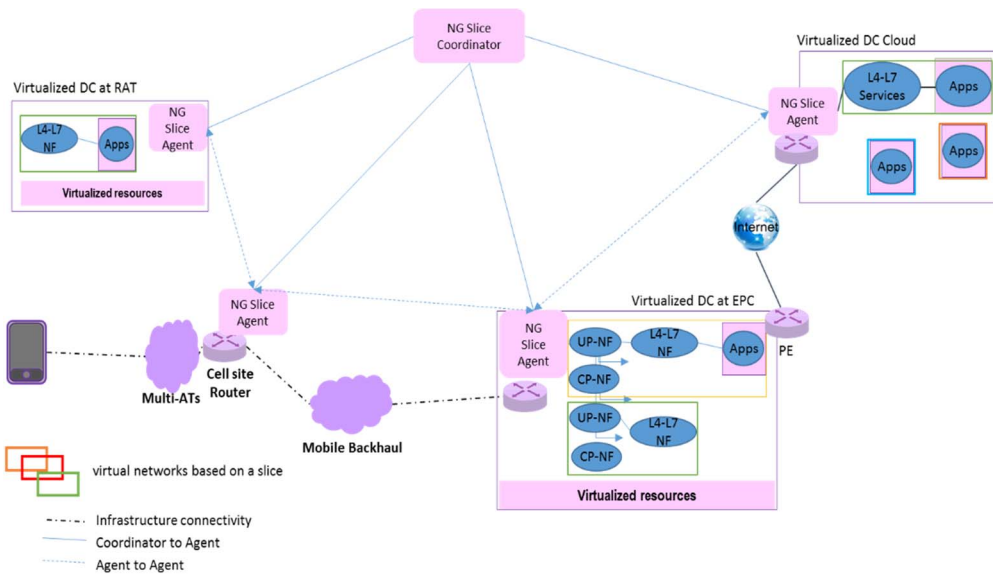 NG Slice
Coordinator
Virtualized DC at RAT
NG
Slice
Agent
L4-L7
NF
Apps
Virtualized resources
Virtualized DC Cloud
NG Slice
Agent
L4-L7
Services
Apps
Apps
Apps
Internet
NG Slice
Agent
Multi-ATs
Cell site
Router
Mobile Backhaul
Virtualized DC at EPC
NG
Slice
Agent
UP-NF
L4-L7
NF
Apps
CP-NF
UP-NF
L4-L7
NF
CP-NF
Virtualized resources
PE
virtual networks based on a slice
Infrastructure connectivity
Coordinator to Agent
Agent to Agent